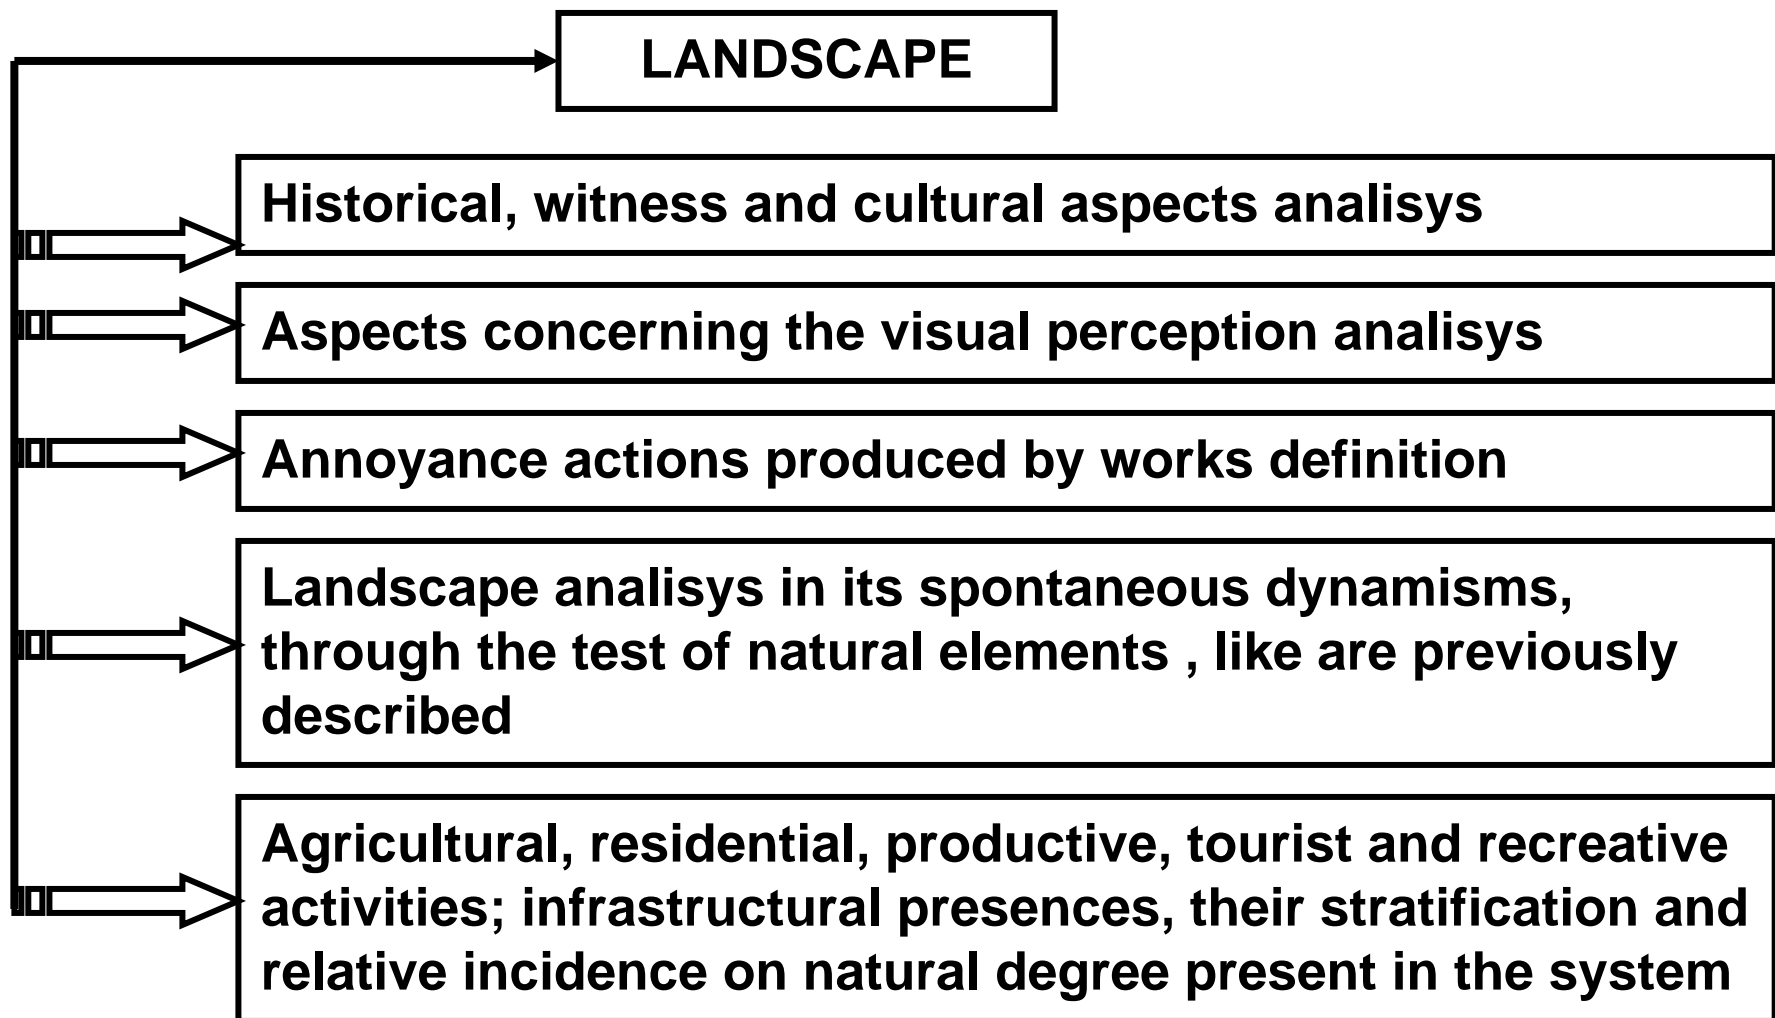 LANDSCAPE
Historical, witness and cultural aspects analisys
Aspects concerning the visual perception analisys
Annoyance actions produced by works definition
Landscape analisys in its spontaneous dynamisms,
through the test of natural elements , like are previously
described
Agricultural, residential, productive, tourist and recreative
activities; infrastructural presences, their stratification and
relative incidence on natural degree present in the system